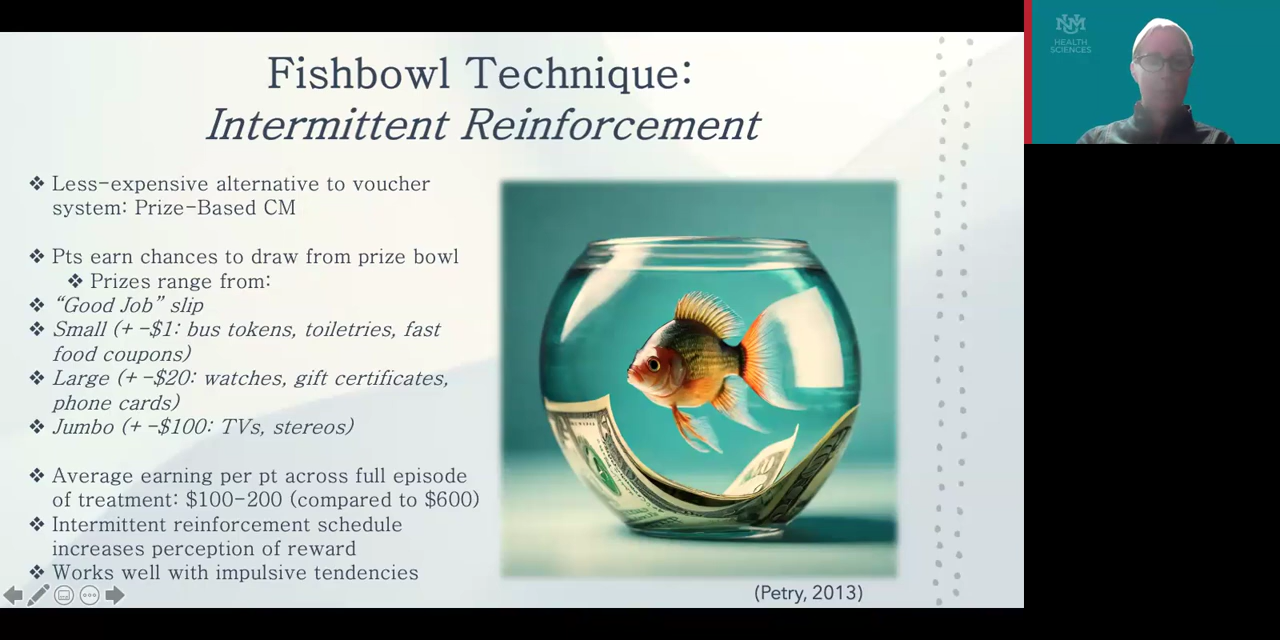 Fishbowl Technique:
Intermittent Reinforcement
❖ Less-expensive alternative to voucher
system: Prize-Based CM
❖ Pts earn chances to draw from prize bowl
❖ Prizes range from:
❖ “Good Job” slip
❖ Small (+ -$1: bus tokens, toiletries, fast
food coupons)
❖ Large (+ -$20: watches, gift certificates,
phone cards)
❖ Jumbo (+ -$100: TVs, stereos)
❖ Average earning per pt across full episode
of treatment: $100-200 (compared to $600)
❖ Intermittent reinforcement schedule
increases perception of reward
❖ Works well with impulsive tendencies
(Petry, 2013)
UNM
HEALTH
SCIENCES